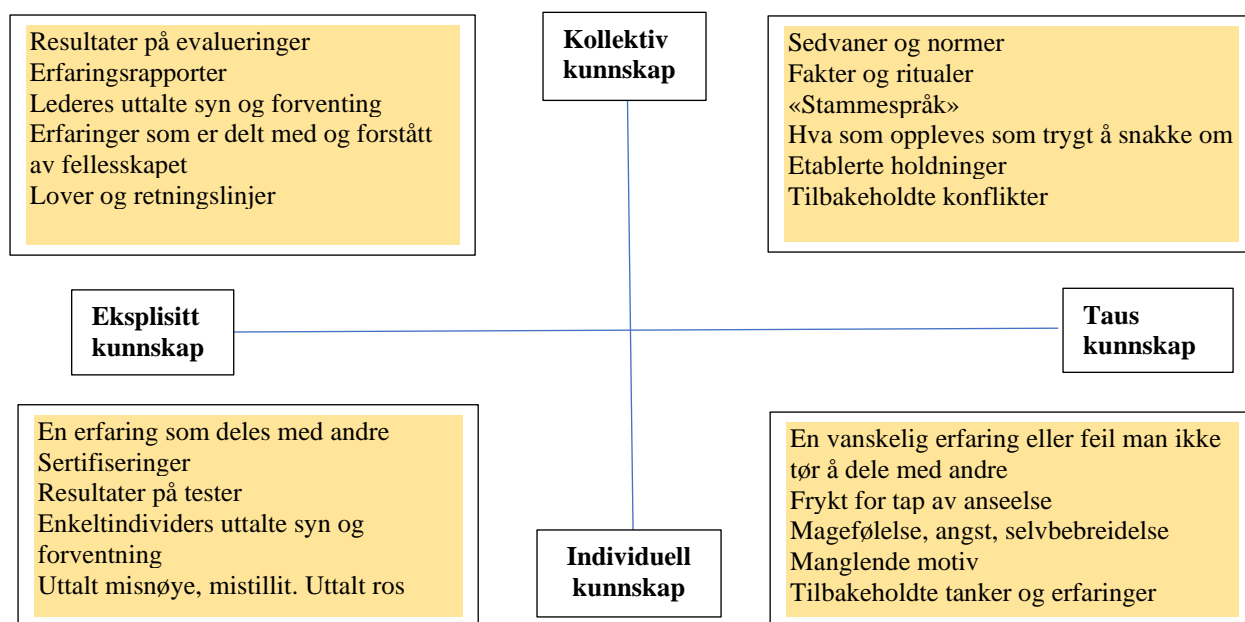 Resultater på evalueringer
Erfaringsrapporter
Lederes uttalte syn og forventing
Erfaringer som er delt med og forstått
av fellesskapet
Lover og retningslinjer
Kollektiv
kunnskap
Sedvaner og normer
Fakter og ritualer
«Stammespråk»
Hva som oppleves som trygt å snakke om
Etablerte holdninger
Tilbakeholdte konflikter
Eksplisitt
kunnskap
Taus
kunnskap
En erfaring som deles med andre
Sertifiseringer
Resultater på tester
Enkeltindividers uttalte syn og
forventning
Uttalt misnøye, mistillit. Uttalt ros
Individuell
kunnskap
En vanskelig erfaring eller feil man ikke
tør å dele med andre
Frykt for tap av anseelse
Magefølelse, angst, selvbebreidelse
Manglende motiv
Tilbakeholdte tanker og erfaringer